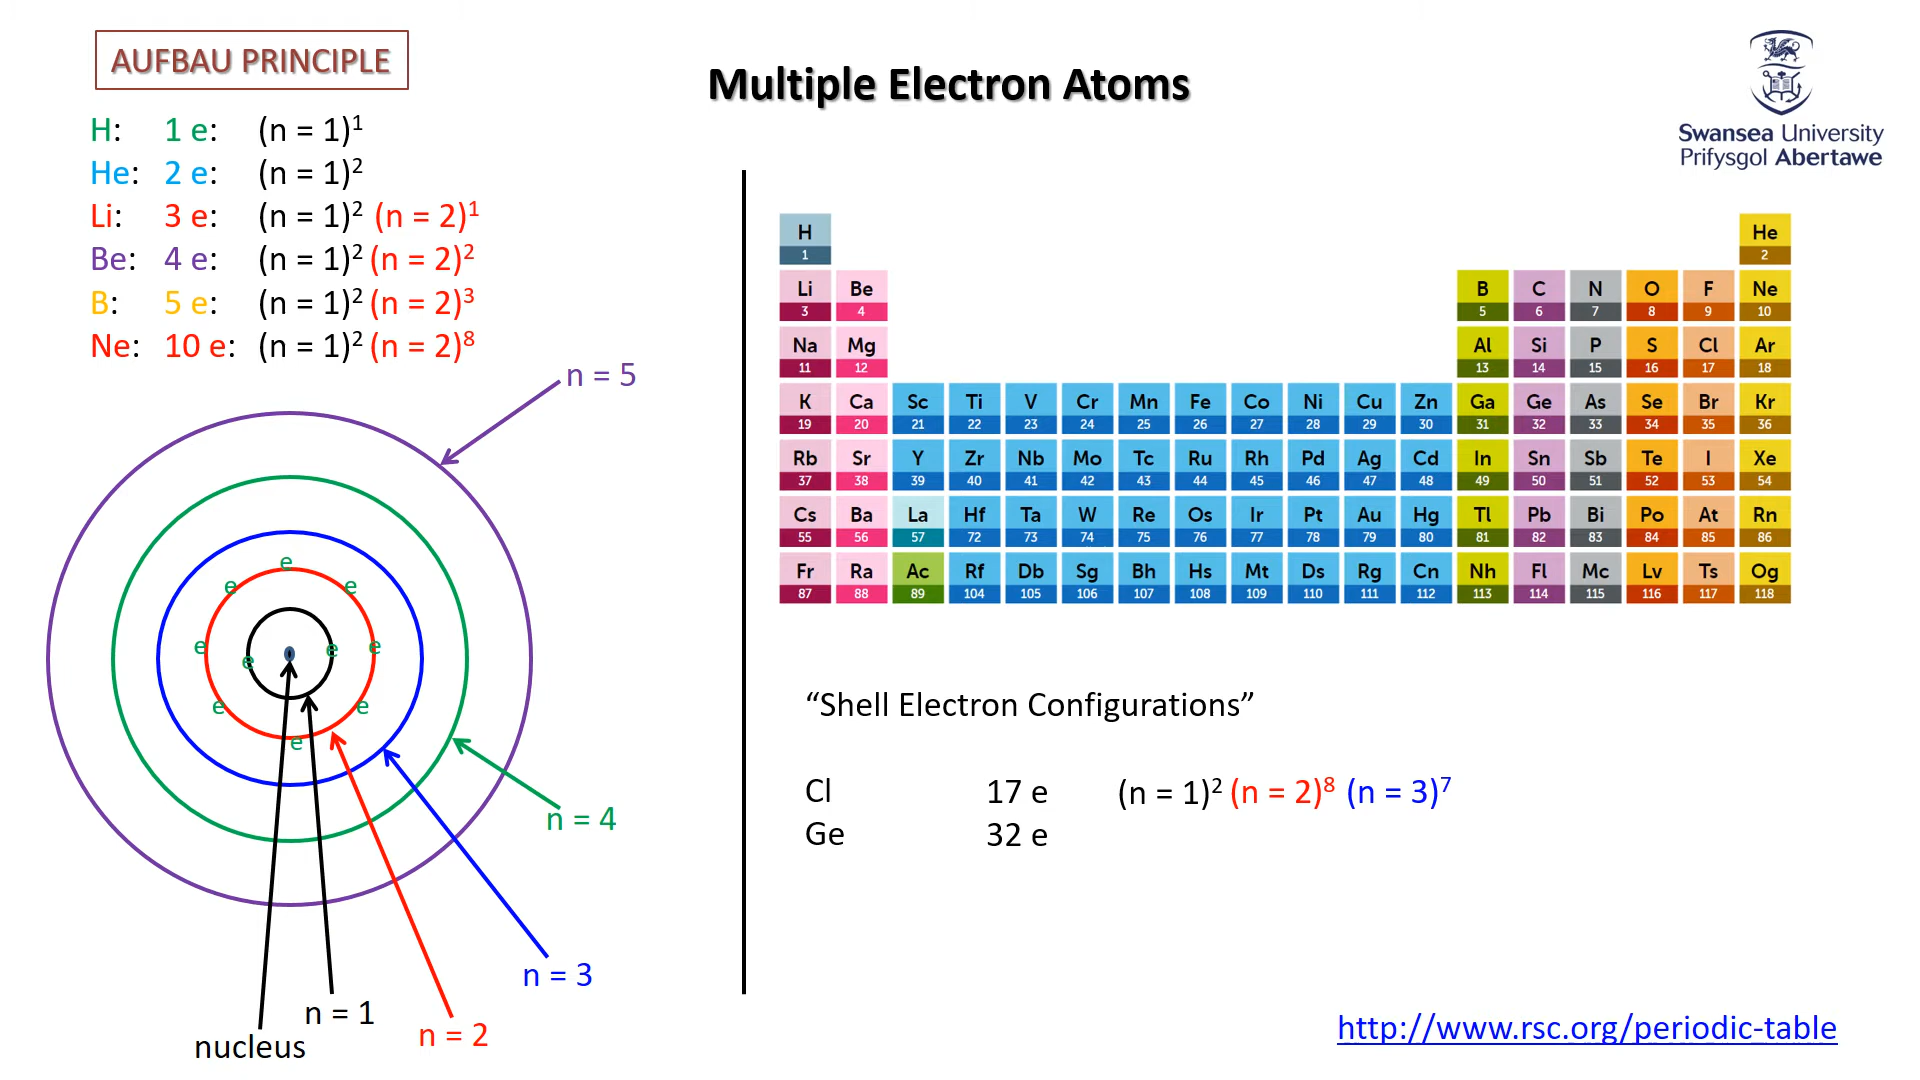 AUFBAU PRINCIPLE
Multiple Electron Atoms
Swansea University
Prifysgol Abertawe
H: 1 e: (n = 1)¹
He: 2 e: (n = 1)²
Li: 3 e: (n = 1)² (n = 2)¹
Be: 4 e: (n = 1)² (n = 2)²
B: 5 e: (n = 1)² (n = 2)³
Ne: 10 e: (n = 1)² (n = 2)⁸
n = 5
e
e e
e e e e
e e
e
n = 4
n = 3
n = 1
n = 2
nucleus
H He
1 2
Li Be B C N O F Ne
3 4 5 6 7 8 9 10
Na Mg Al Si P S Cl Ar
11 12 13 14 15 16 17 18
K Ca Sc Ti V Cr Mn Fe Co Ni Cu Zn Ga Ge As Se Br Kr
19 20 21 22 23 24 25 26 27 28 29 30 31 32 33 34 35 36
Rb Sr Y Zr Nb Mo Tc Ru Rh Pd Ag Cd In Sn Sb Te I Xe
37 38 39 40 41 42 43 44 45 46 47 48 49 50 51 52 53 54
Cs Ba La Hf Ta W Re Os Ir Pt Au Hg Tl Pb Bi Po At Rn
55 56 57 72 73 74 75 76 77 78 79 80 81 82 83 84 85 86
Fr Ra Ac Rf Db Sg Bh Hs Mt Ds Rg Cn Nh Fl Mc Lv Ts Og
87 88 89 104 105 106 107 108 109 110 111 112 113 114 115 116 117 118
“Shell Electron Configurations”
Cl 17 e (n = 1)² (n = 2)⁸ (n = 3)⁷
Ge 32 e
http://www.rsc.org/periodic-table